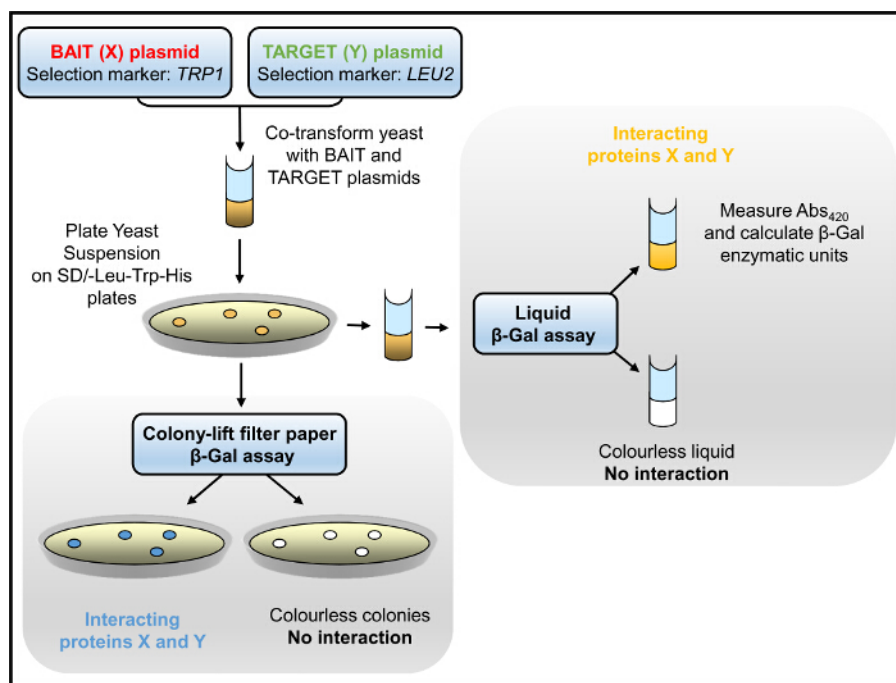 BAIT (X) plasmid
Selection marker: TRP1
TARGET (Y) plasmid
Selection marker: LEU2
Co-transform yeast
with BAIT and
TARGET plasmids
Plate Yeast
Suspension
on SD/-Leu-Trp-His
plates
Interacting
proteins X and Y
Measure Abs₄₂₀
and calculate β-Gal
enzymatic units
Liquid
β-Gal assay
Colourless liquid
No interaction
Colony-lift filter paper
β-Gal assay
Interacting
proteins X and Y
Colourless colonies
No interaction